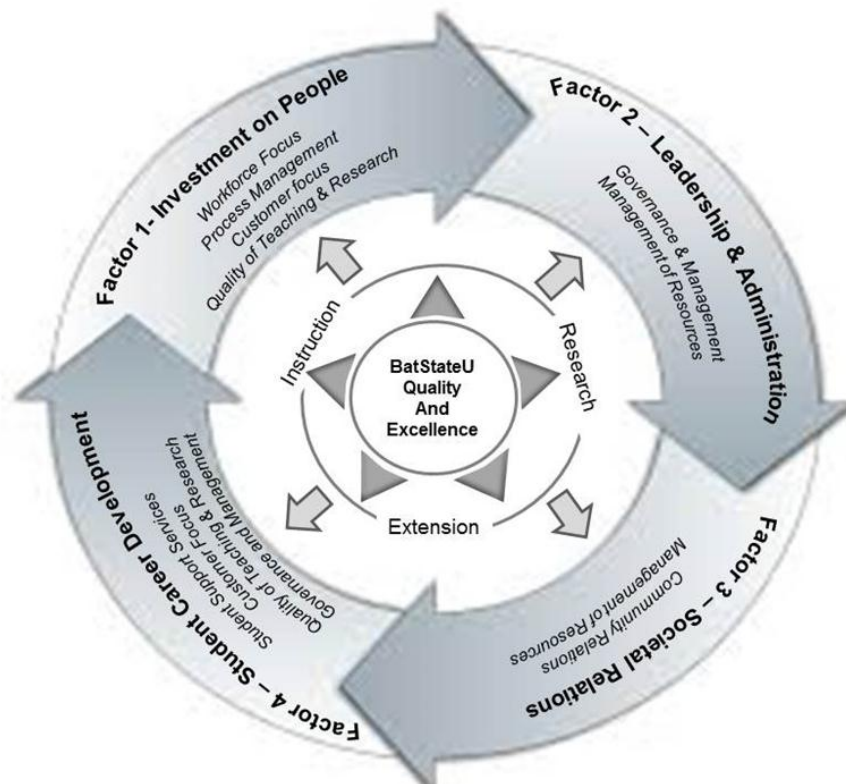 Factor 1- Investment on People
Workforce Focus
Process Management
Customer focus
Quality of Teaching & Research
Factor 2 – Leadership & Administration
Governance & Management
Management of Resources
Factor 3 – Societal Relations
Community Relations
Management of Resources
Factor 4 – Student Career Development
Student Support Services
Customer Focus
Quality of Teaching & Research
Governance and Management
Instruction
Research
Extension
BatStateU
Quality
And
Excellence